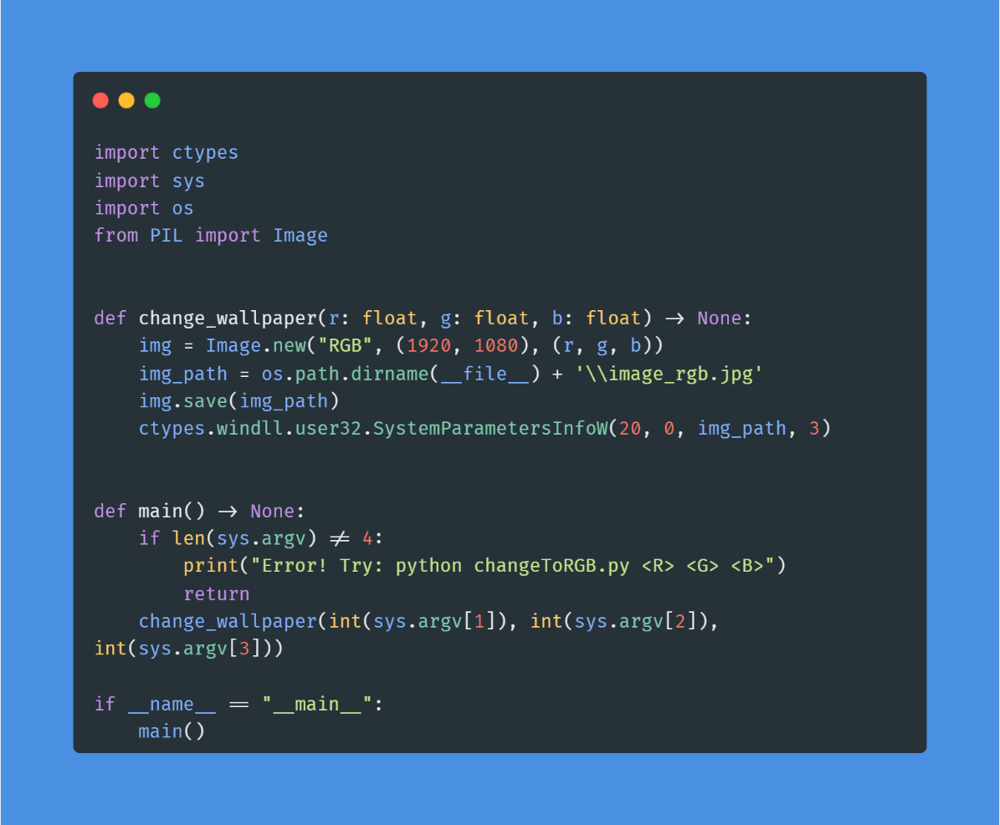 import ctypes
import sys
import os
from PIL import Image
def change_wallpaper(r: float, g: float, b: float) -> None:
    img = Image.new("RGB", (1920, 1080), (r, g, b))
    img_path = os.path.dirname(__file__) + '\\image_rgb.jpg'
    img.save(img_path)
    ctypes.windll.user32.SystemParametersInfoW(20, 0, img_path, 3)
def main() -> None:
    if len(sys.argv) != 4:
        print("Error! Try: python changeToRGB.py <R> <G> <B>")
        return
    change_wallpaper(int(sys.argv[1]), int(sys.argv[2]),
int(sys.argv[3]))
if __name__ == "__main__":
    main()